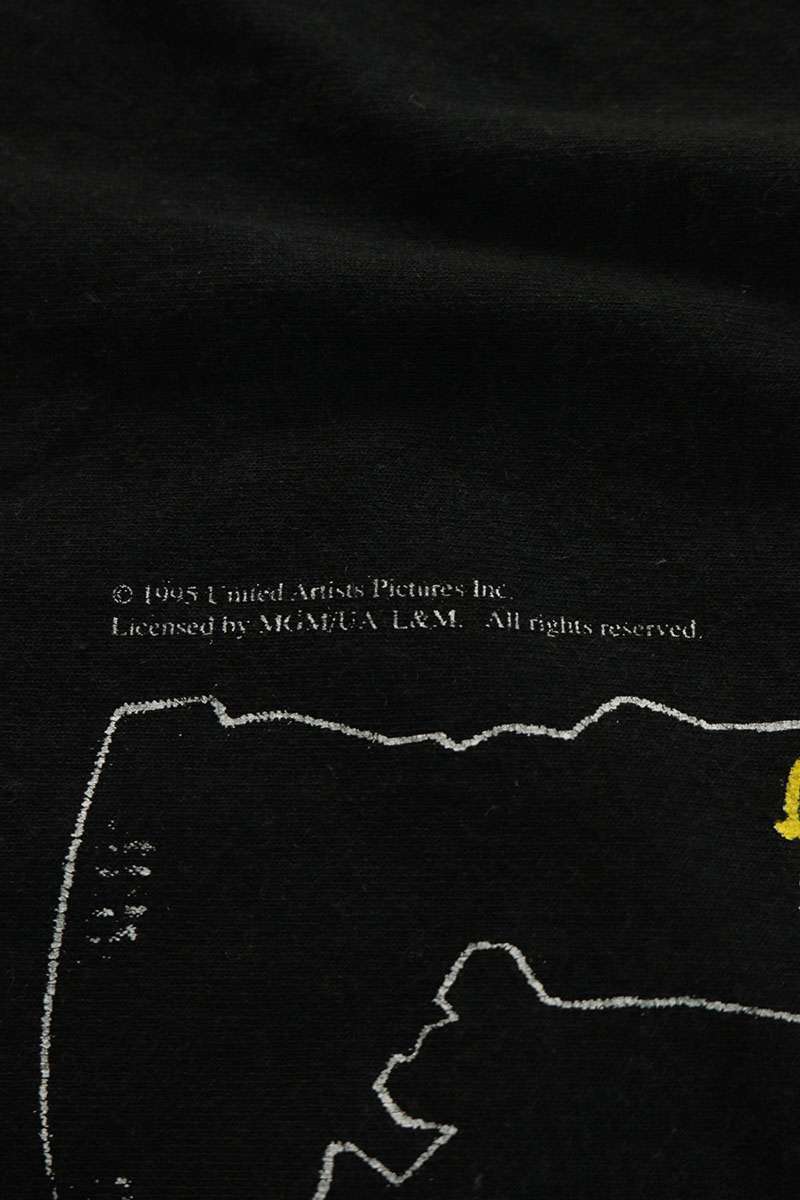 © 1995 United Artists Pictures Inc.
Licensed by MGM/UA L&M. All rights reserved.